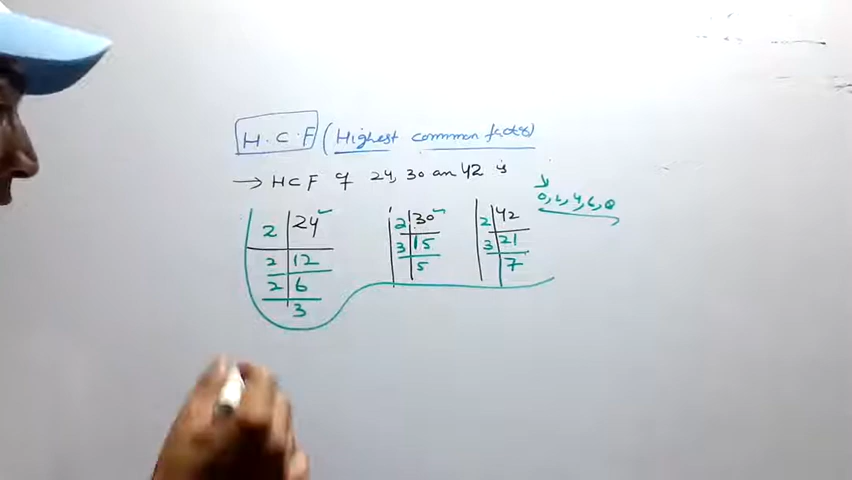 H.C.F (Highest common factor)
→ HCF of 24, 30 an 42 is
0, 2, 4, 6, 8
2 24 2 30 2 42
2 12 3 15 3 21
2 6 5 7
3